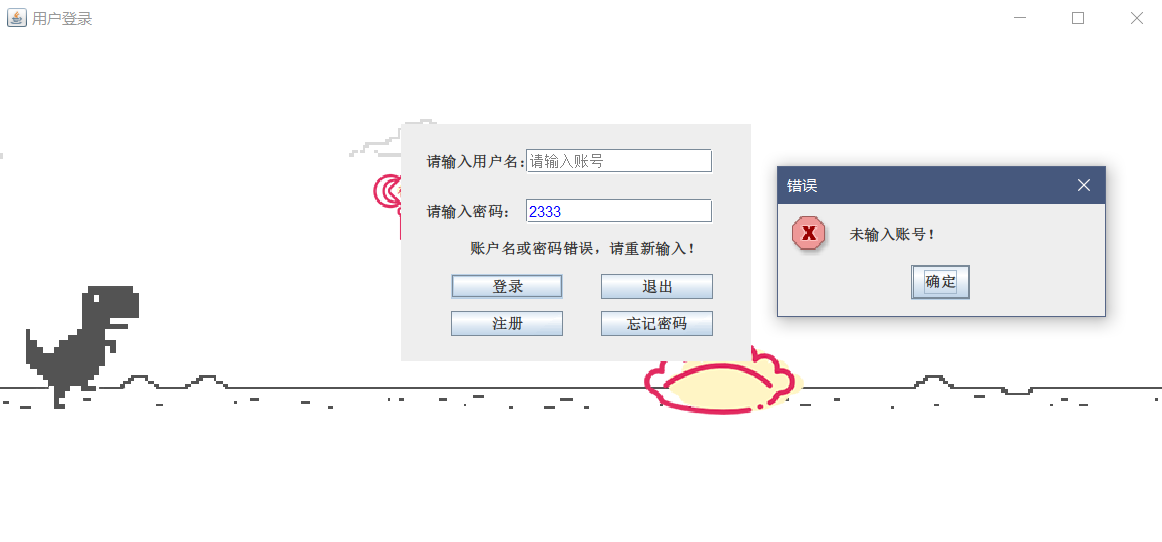 用户登录
请输入用户名:
请输入账号
请输入密码：
2333
账户名或密码错误，请重新输入！
登录
退出
注册
忘记密码
错误
未输入账号！
确定